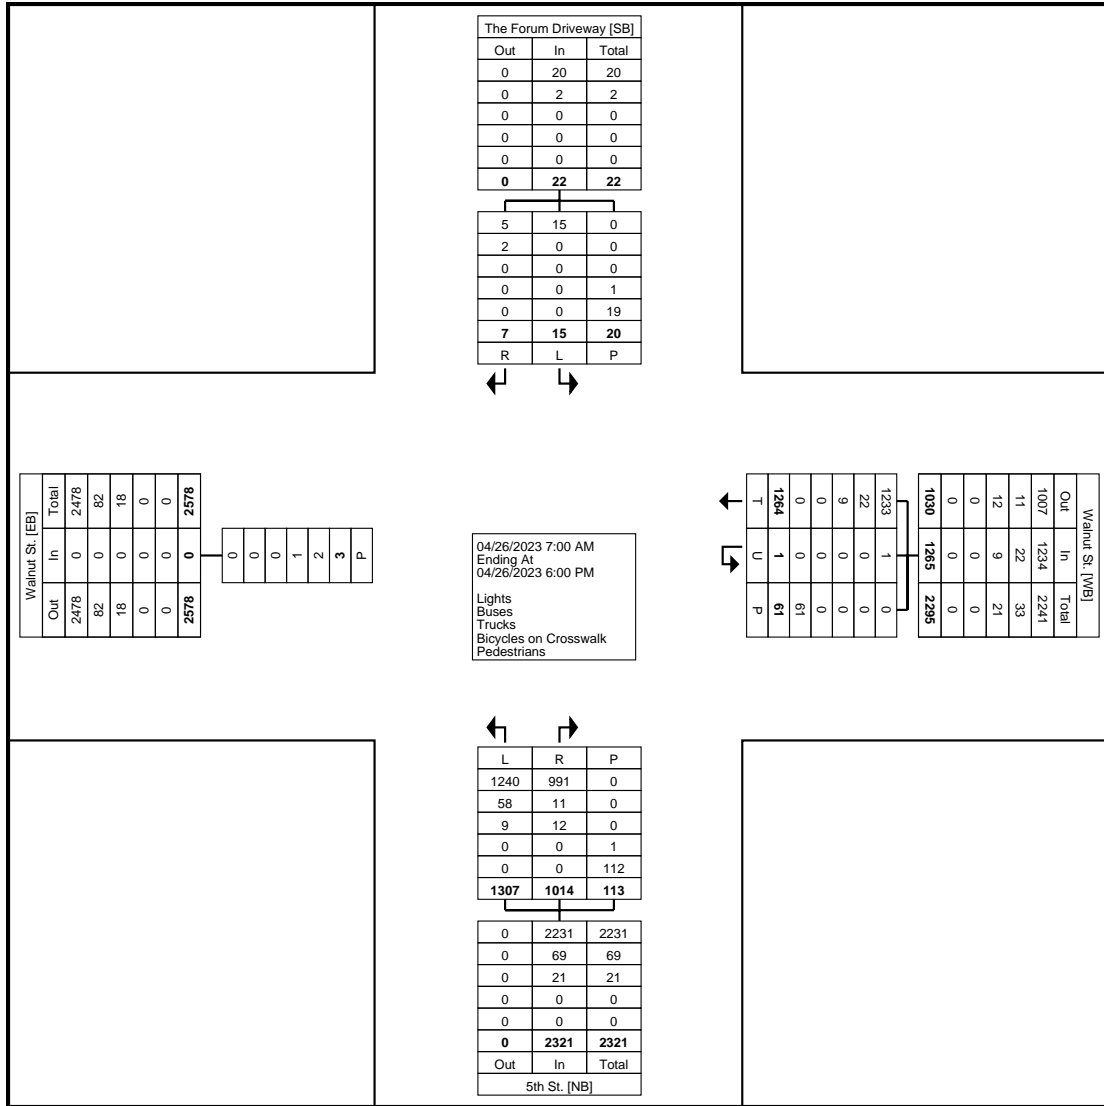 The Forum Driveway [SB]
Out In Total
0 20 20
0 2 2
0 0 0
0 0 0
0 0 0
0 22 22
5 15 0
2 0 0
0 0 0
0 0 1
0 0 19
7 15 20
R L P
Walnut St. [EB]
Total In Out
2478 0 2478
82 0 82
18 0 18
0 0 0
0 0 0
2578 0 2578
0
0
0
1
2
3
P
04/26/2023 7:00 AM
Ending At
04/26/2023 6:00 PM
Lights
Buses
Trucks
Bicycles on Crosswalk
Pedestrians
Walnut St. [WB]
Out In Total
1007 1234 2241
11 22 33
12 9 21
0 0 0
0 0 0
1030 1265 2295
1233 1 0
22 0 0
9 0 0
0 0 0
0 0 61
1264 1 61
T U P
L R P
1240 991 0
58 11 0
9 12 0
0 0 1
0 0 112
1307 1014 113
0 2231 2231
0 69 69
0 21 21
0 0 0
0 0 0
0 2321 2321
Out In Total
5th St. [NB]